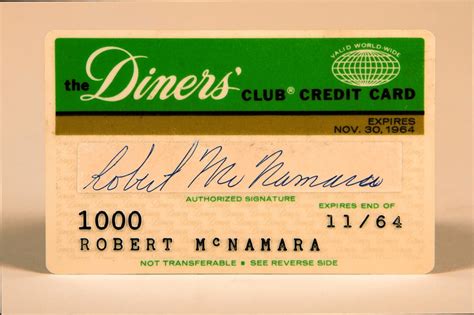 VALID WORLD-WIDE
the Diners' CLUB® CREDIT CARD
EXPIRES
NOV. 30, 1964
Robert McNamara
AUTHORIZED SIGNATURE
EXPIRES END OF
1000 11/64
ROBERT McNAMARA
NOT TRANSFERABLE • SEE REVERSE SIDE